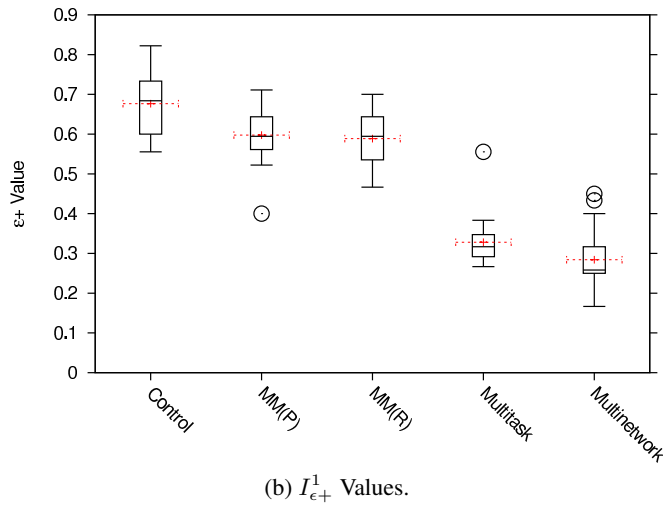 0.9
0.8
0.7
0.6
0.5
0.4
0.3
0.2
0.1
0
ε+ Value
Control
MM(P)
MM(R)
Multitask
Multinetwork
(b) I¹ϵ+ Values.